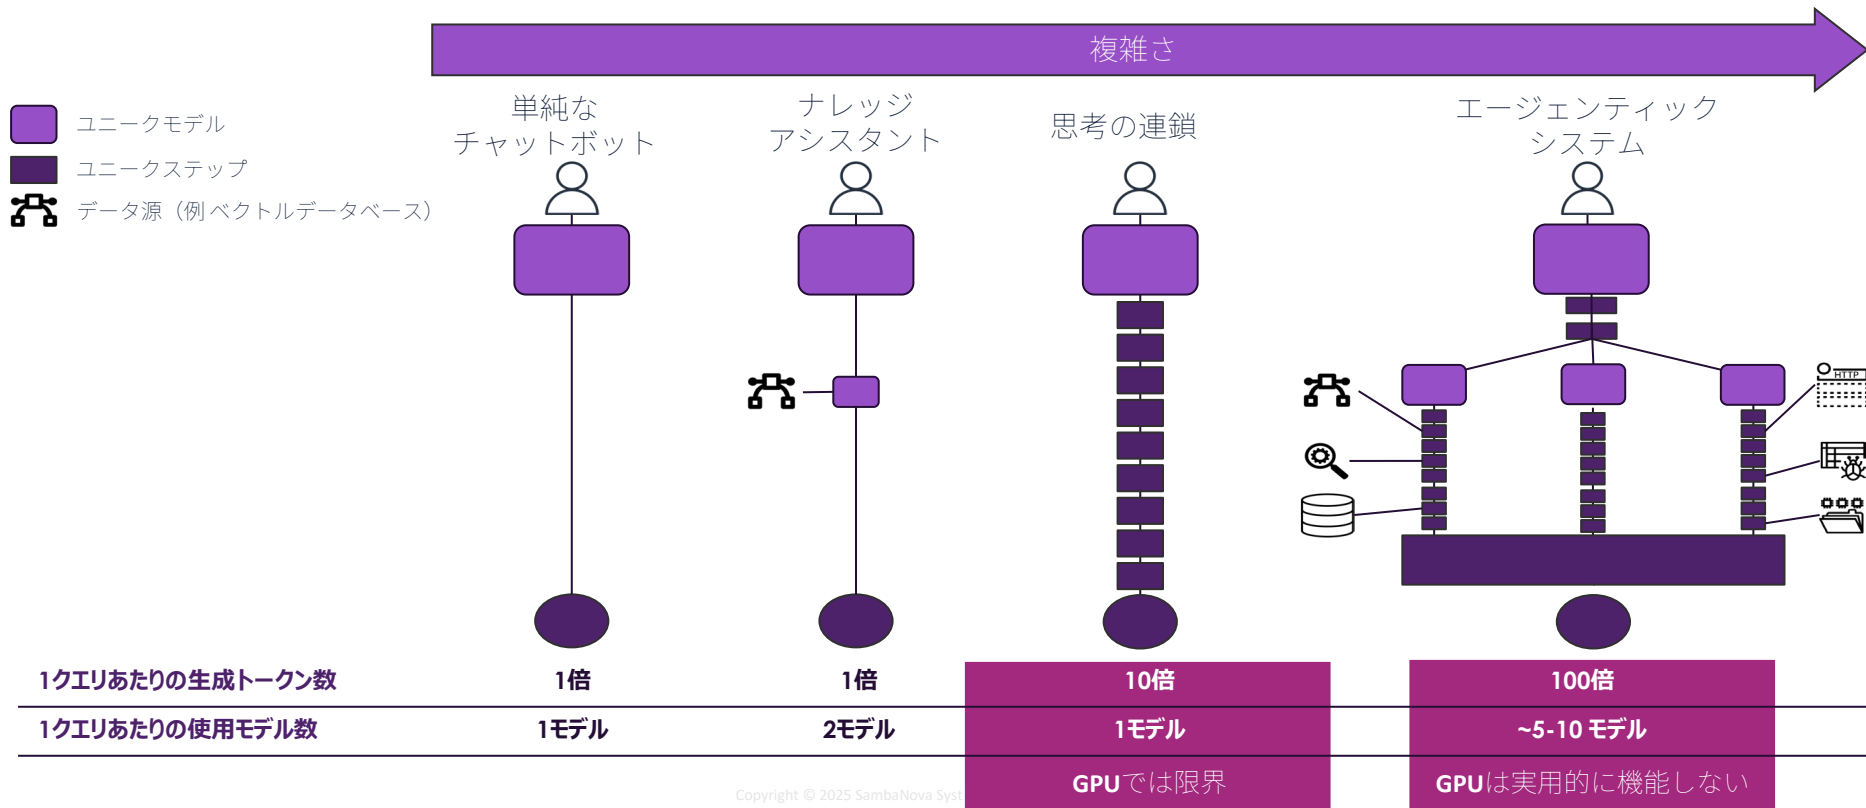 複雑さ
単純な
チャットボット
ナレッジ
アシスタント
思考の連鎖
エージェンティック
システム
ユニークモデル
ユニークステップ
データ源（例 ベクトルデータベース）
HTTP
1クエリあたりの生成トークン数 1倍 1倍 10倍 100倍
1クエリあたりの使用モデル数 1モデル 2モデル 1モデル ~5-10 モデル
GPUでは限界 GPUは実用的に機能しない
Copyright © 2025 SambaNova Syst